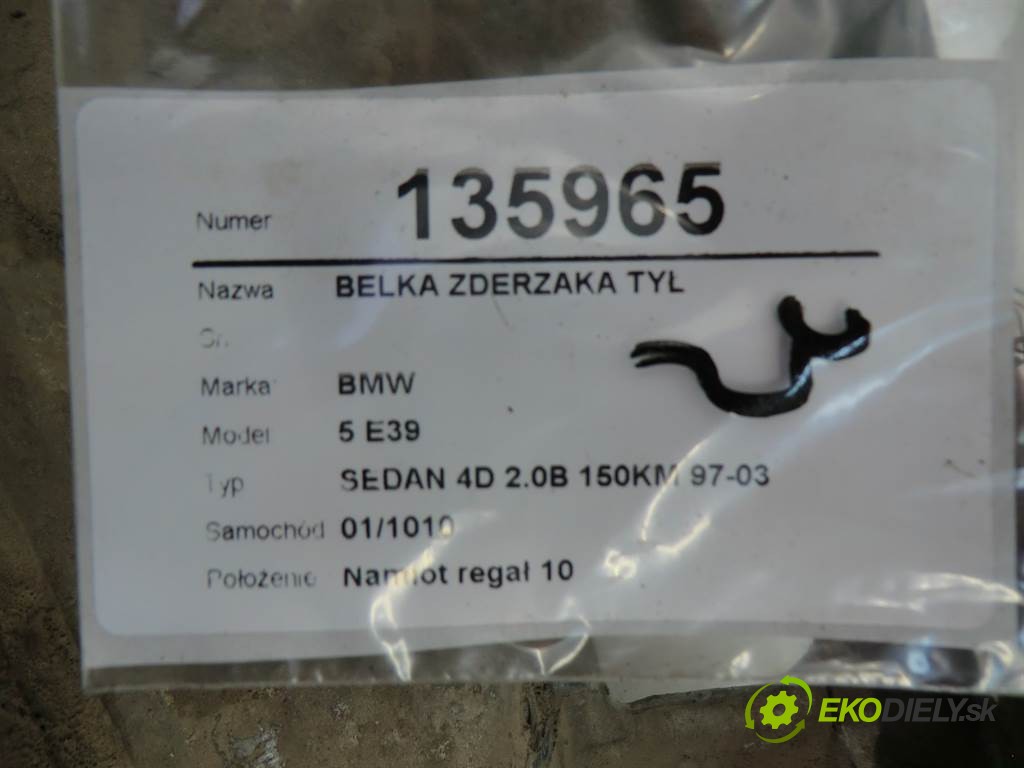 Numer 135965
Nazwa BELKA ZDERZAKA TYŁ
Marka BMW
Model 5 E39
Typ SEDAN 4D 2.0B 150KM 97-03
Samochód 01/1010
Położenie Namiot regał 10
EKODIELY.sk